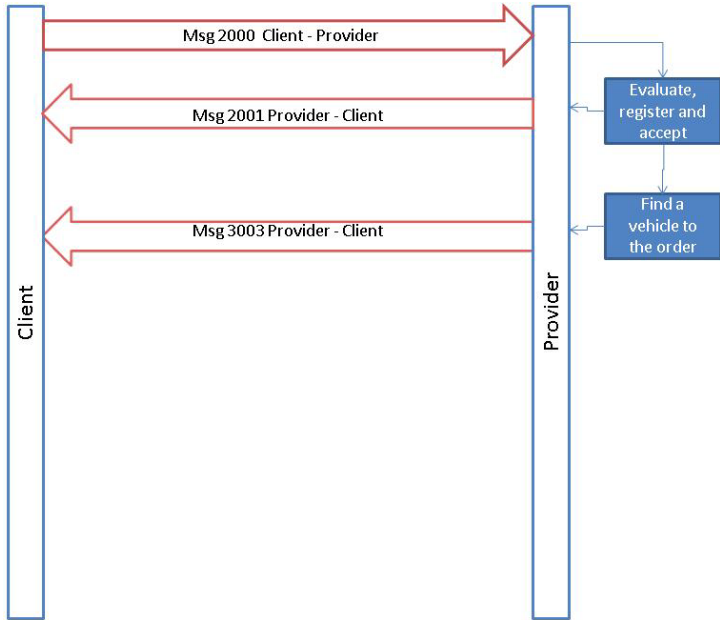 Msg 2000  Client - Provider
Evaluate,
register and
accept
Msg 2001 Provider - Client
Find a
vehicle to
the order
Msg 3003 Provider - Client
Client
Provider